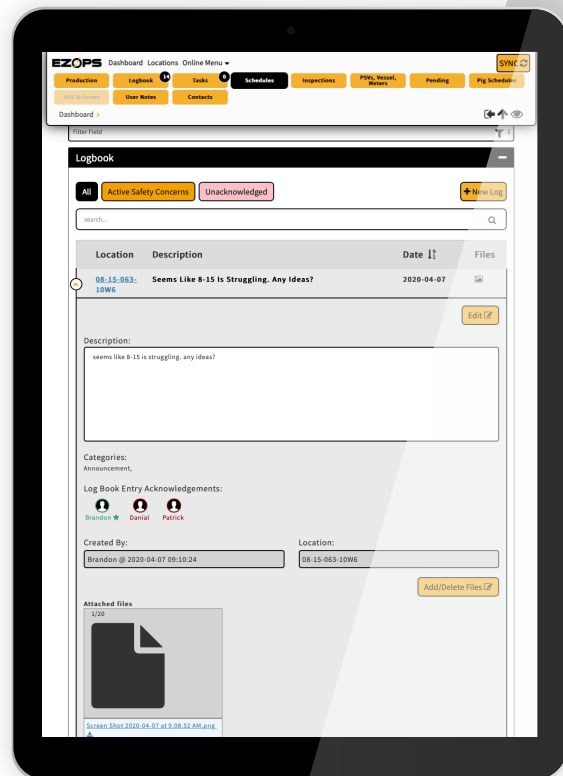 EZOPS Dashboard Locations Online Menu
SYNC
Production Logbook 14 Tasks 0 Schedules Inspections PSVs, Vessel, Meters Pending Pig Schedules
User Notes Contacts
Dashboard >
Filter Field
Logbook
All Active Safety Concerns Unacknowledged + New Log
search...
Location Description Date Files
08-15-063-10W6 Seems Like 8-15 Is Struggling. Any Ideas? 2020-04-07
Edit
Description:
seems like 8-15 is struggling. any ideas?
Categories:
Announcement,
Log Book Entry Acknowledgements:
Brandon Danial Patrick
Created By: Location:
Brandon @ 2020-04-07 09:10:24 08-15-063-10W6
Add/Delete Files
Attached files
1/20
Screen Shot 2020-04-07 at 9.08.52 AM.png